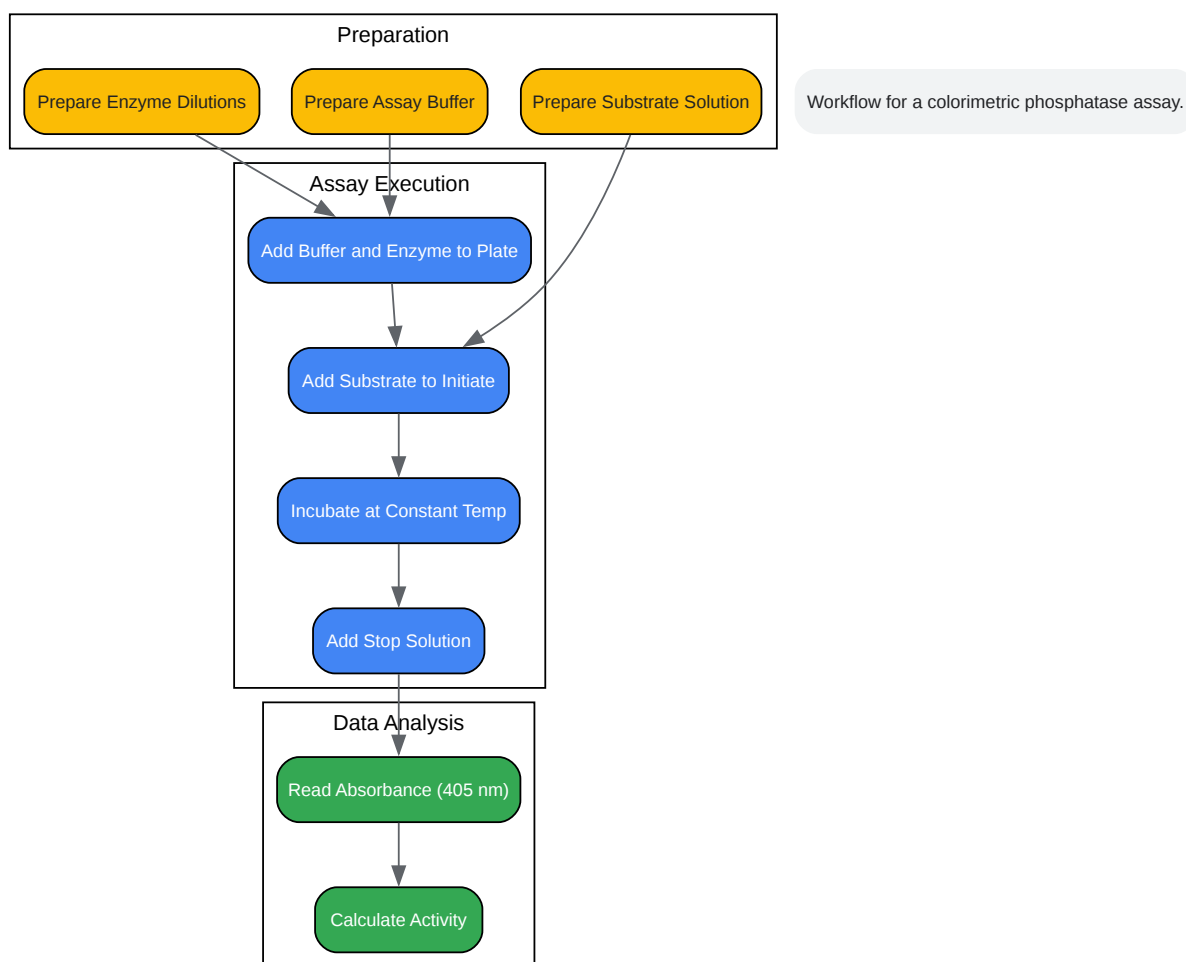 Preparation
Prepare Enzyme Dilutions
Prepare Assay Buffer
Prepare Substrate Solution
Workflow for a colorimetric phosphatase assay.
Assay Execution
Add Buffer and Enzyme to Plate
Add Substrate to Initiate
Incubate at Constant Temp
Add Stop Solution
Data Analysis
Read Absorbance (405 nm)
Calculate Activity